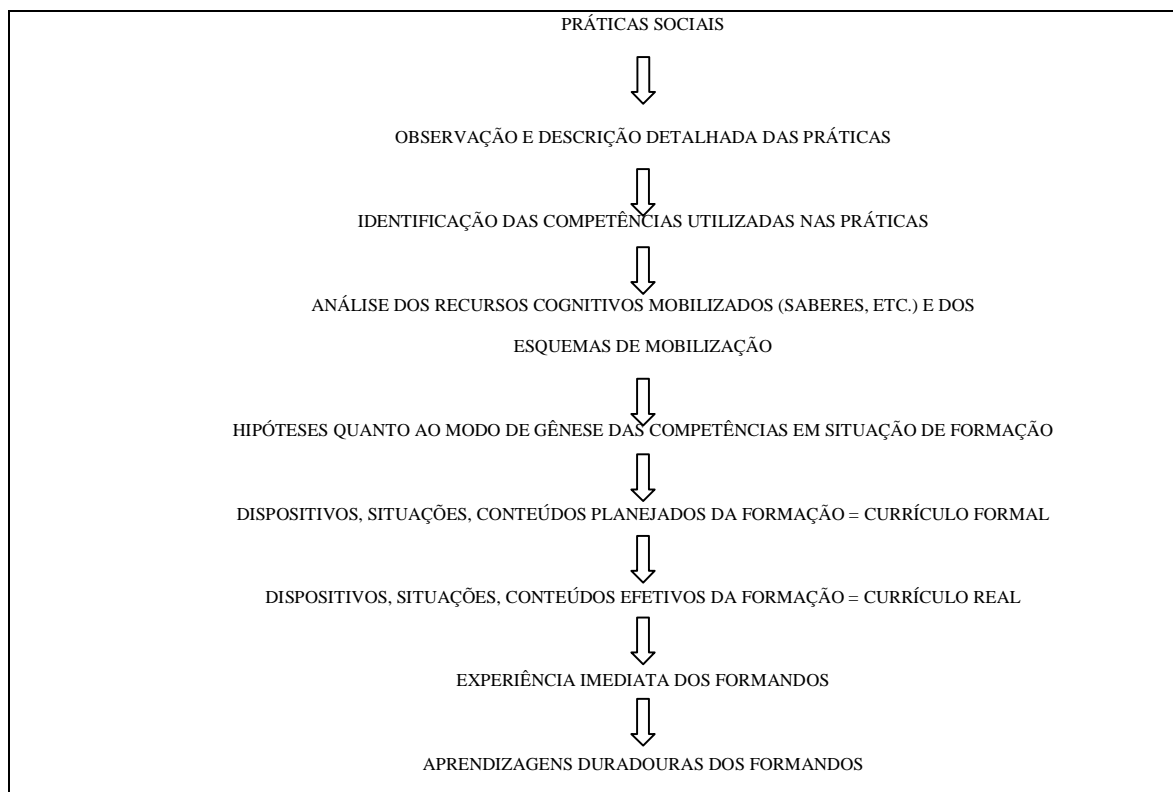 PRÁTICAS SOCIAIS
OBSERVAÇÃO E DESCRIÇÃO DETALHADA DAS PRÁTICAS
IDENTIFICAÇÃO DAS COMPETÊNCIAS UTILIZADAS NAS PRÁTICAS
ANÁLISE DOS RECURSOS COGNITIVOS MOBILIZADOS (SABERES, ETC.) E DOS
ESQUEMAS DE MOBILIZAÇÃO
HIPÓTESES QUANTO AO MODO DE GÊNESE DAS COMPETÊNCIAS EM SITUAÇÃO DE FORMAÇÃO
DISPOSITIVOS, SITUAÇÕES, CONTEÚDOS PLANEJADOS DA FORMAÇÃO = CURRÍCULO FORMAL
DISPOSITIVOS, SITUAÇÕES, CONTEÚDOS EFETIVOS DA FORMAÇÃO = CURRÍCULO REAL
EXPERIÊNCIA IMEDIATA DOS FORMANDOS
APRENDIZAGENS DURADOURAS DOS FORMANDOS